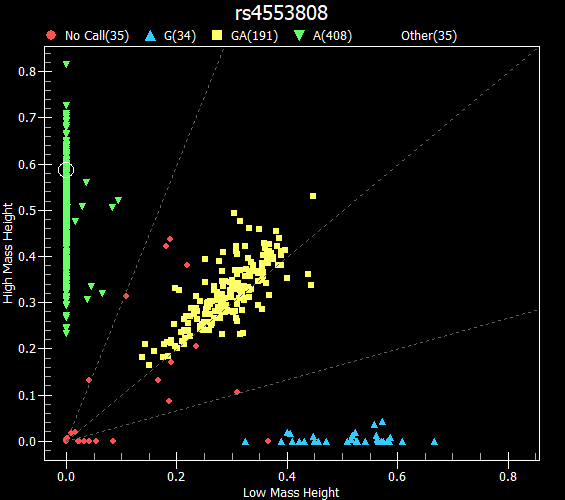 rs4553808
No Call(35) G(34) GA(191) A(408) Other(35)
0.8
0.7
0.6
0.5
0.4
0.3
0.2
0.1
0.0
High Mass Height
0.0 0.2 0.4 0.6 0.8
Low Mass Height